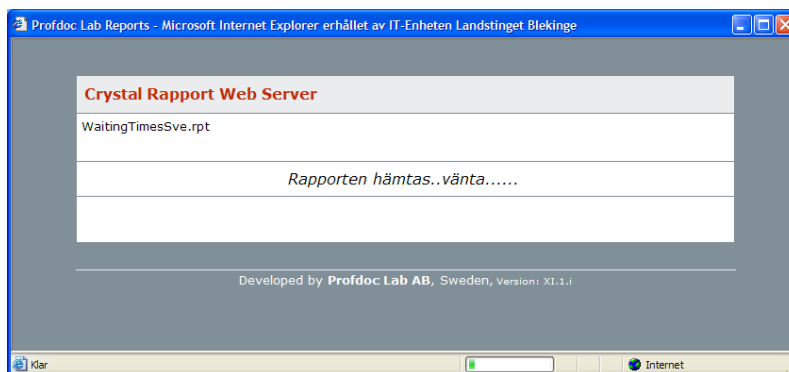 Profdoc Lab Reports - Microsoft Internet Explorer erhållet av IT-Enheten Landstinget Blekinge
Crystal Rapport Web Server
WaitingTimesSve.rpt
Rapporten hämtas..vänta......
Developed by Profdoc Lab AB, Sweden, Version: XI.1.i
Klar
Internet